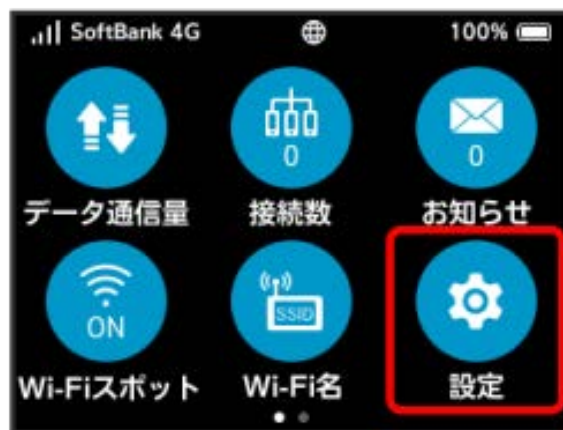 SoftBank 4G 100%
0 0
データ通信量 接続数 お知らせ
ON SSID
Wi-Fiスポット Wi-Fi名 設定